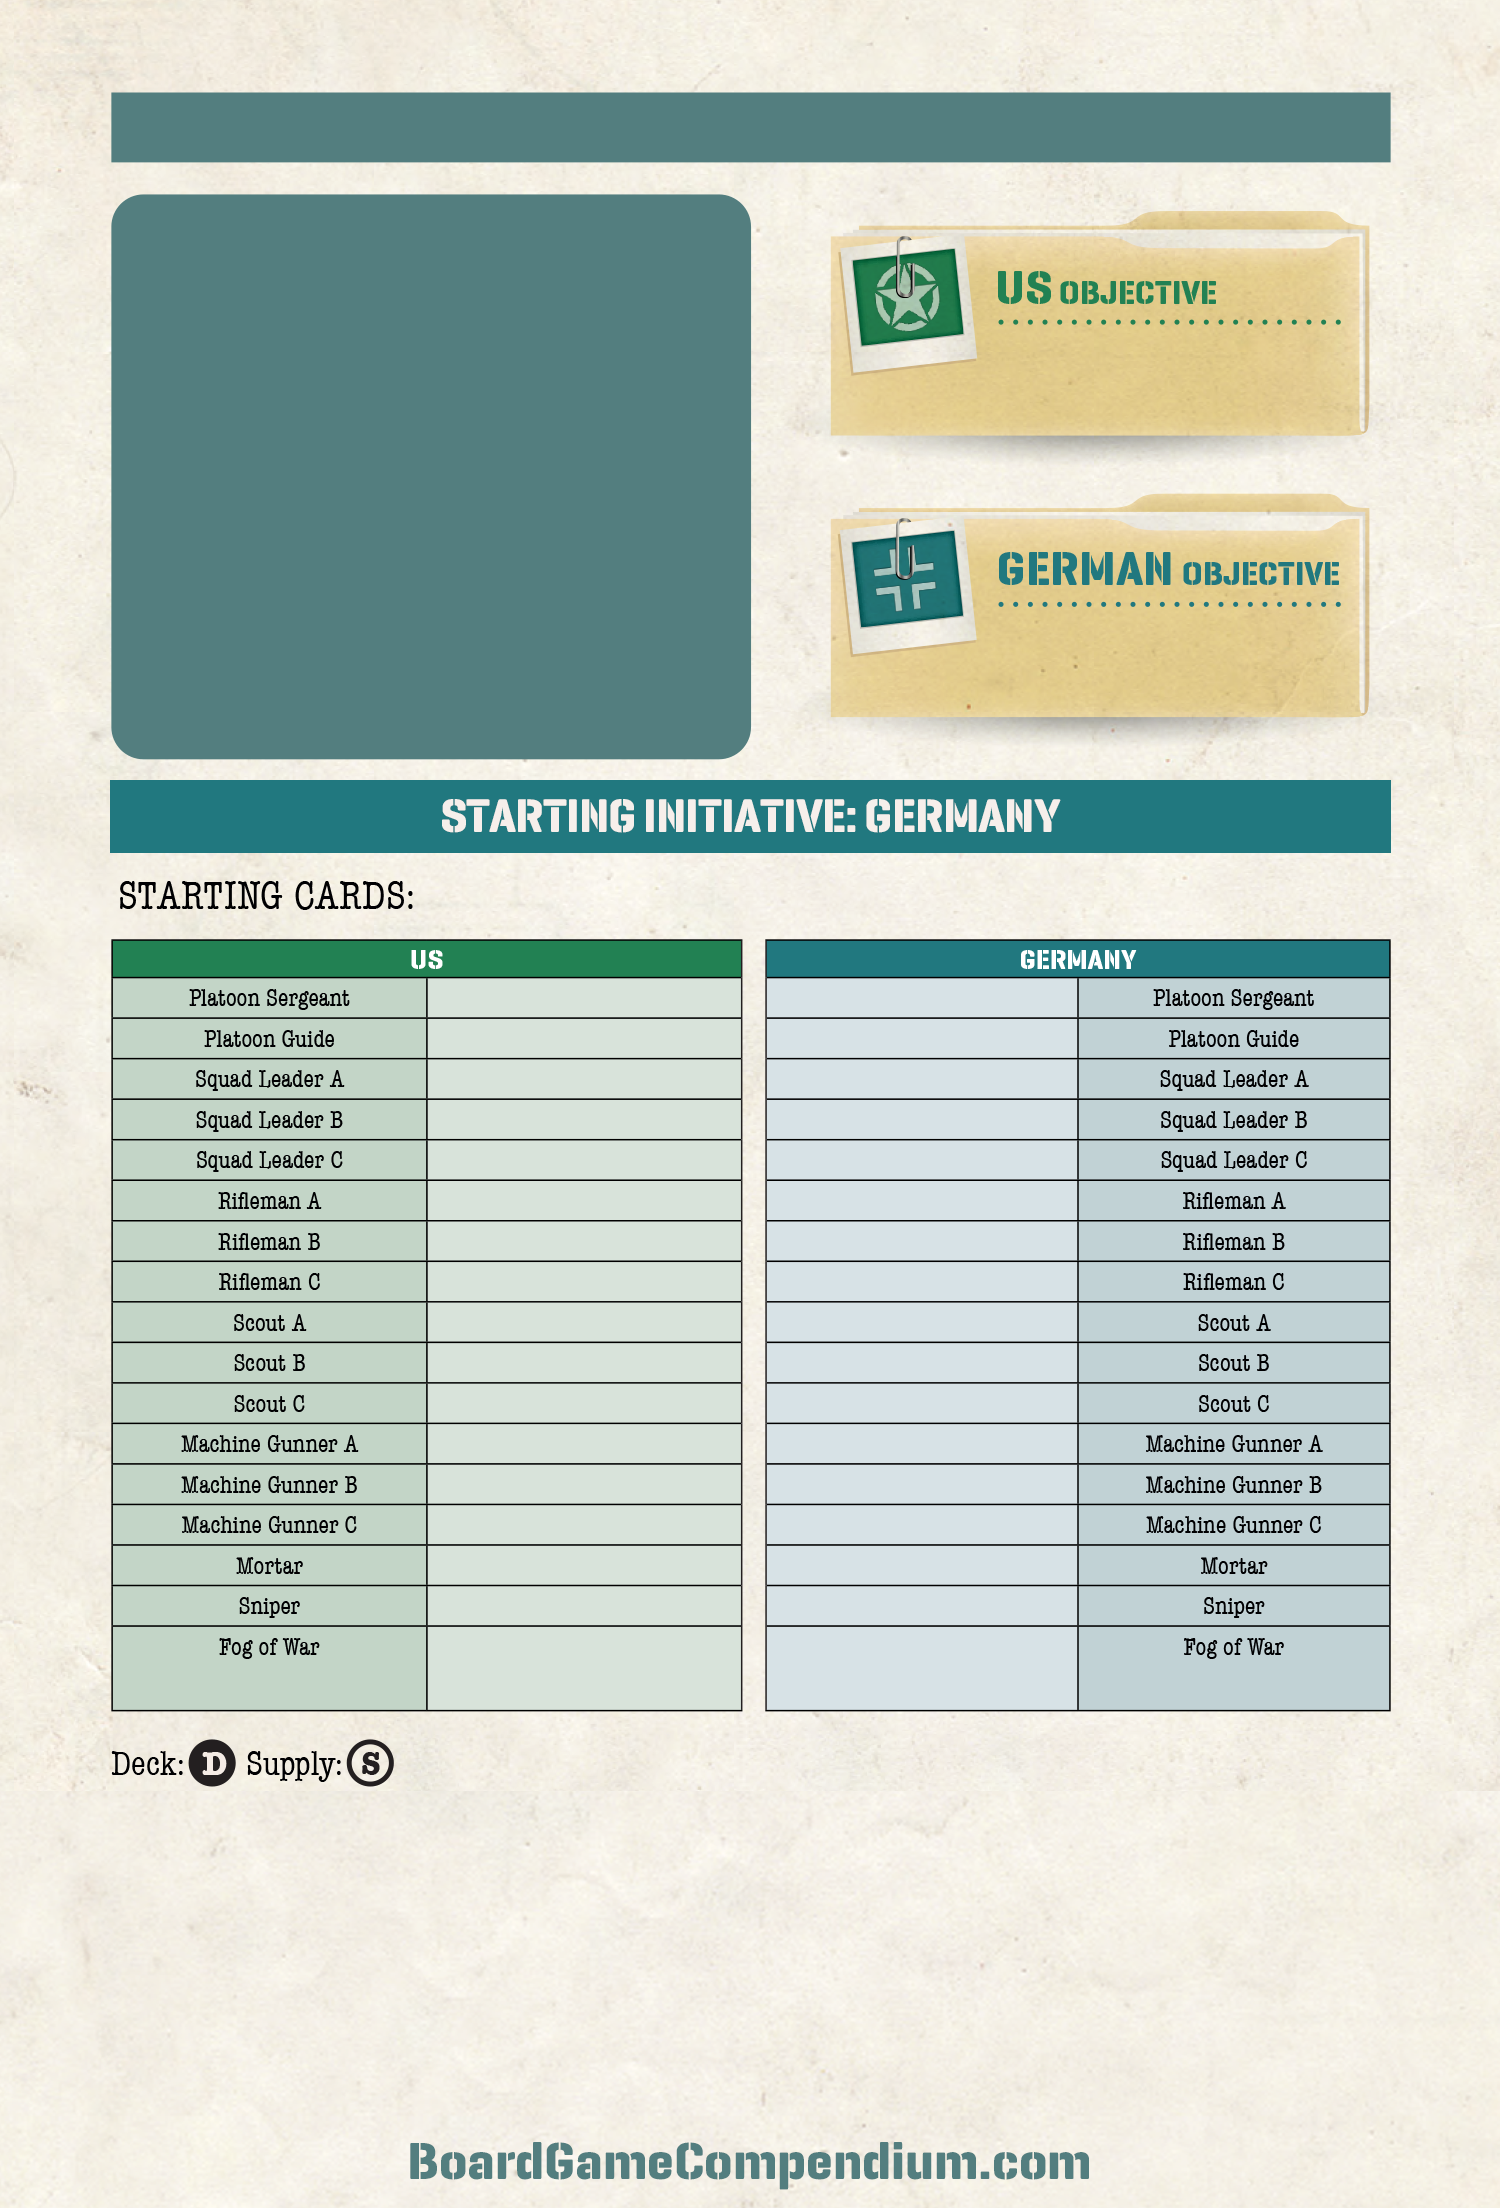 US OBJECTIVE
GERMAN OBJECTIVE
STARTING INITIATIVE: GERMANY
STARTING CARDS:
US
Platoon Sergeant
Platoon Guide
Squad Leader A
Squad Leader B
Squad Leader C
Rifleman A
Rifleman B
Rifleman C
Scout A
Scout B
Scout C
Machine Gunner A
Machine Gunner B
Machine Gunner C
Mortar
Sniper
Fog of War
GERMANY
Platoon Sergeant
Platoon Guide
Squad Leader A
Squad Leader B
Squad Leader C
Rifleman A
Rifleman B
Rifleman C
Scout A
Scout B
Scout C
Machine Gunner A
Machine Gunner B
Machine Gunner C
Mortar
Sniper
Fog of War
Deck: D Supply: S
BoardGameCompendium.com